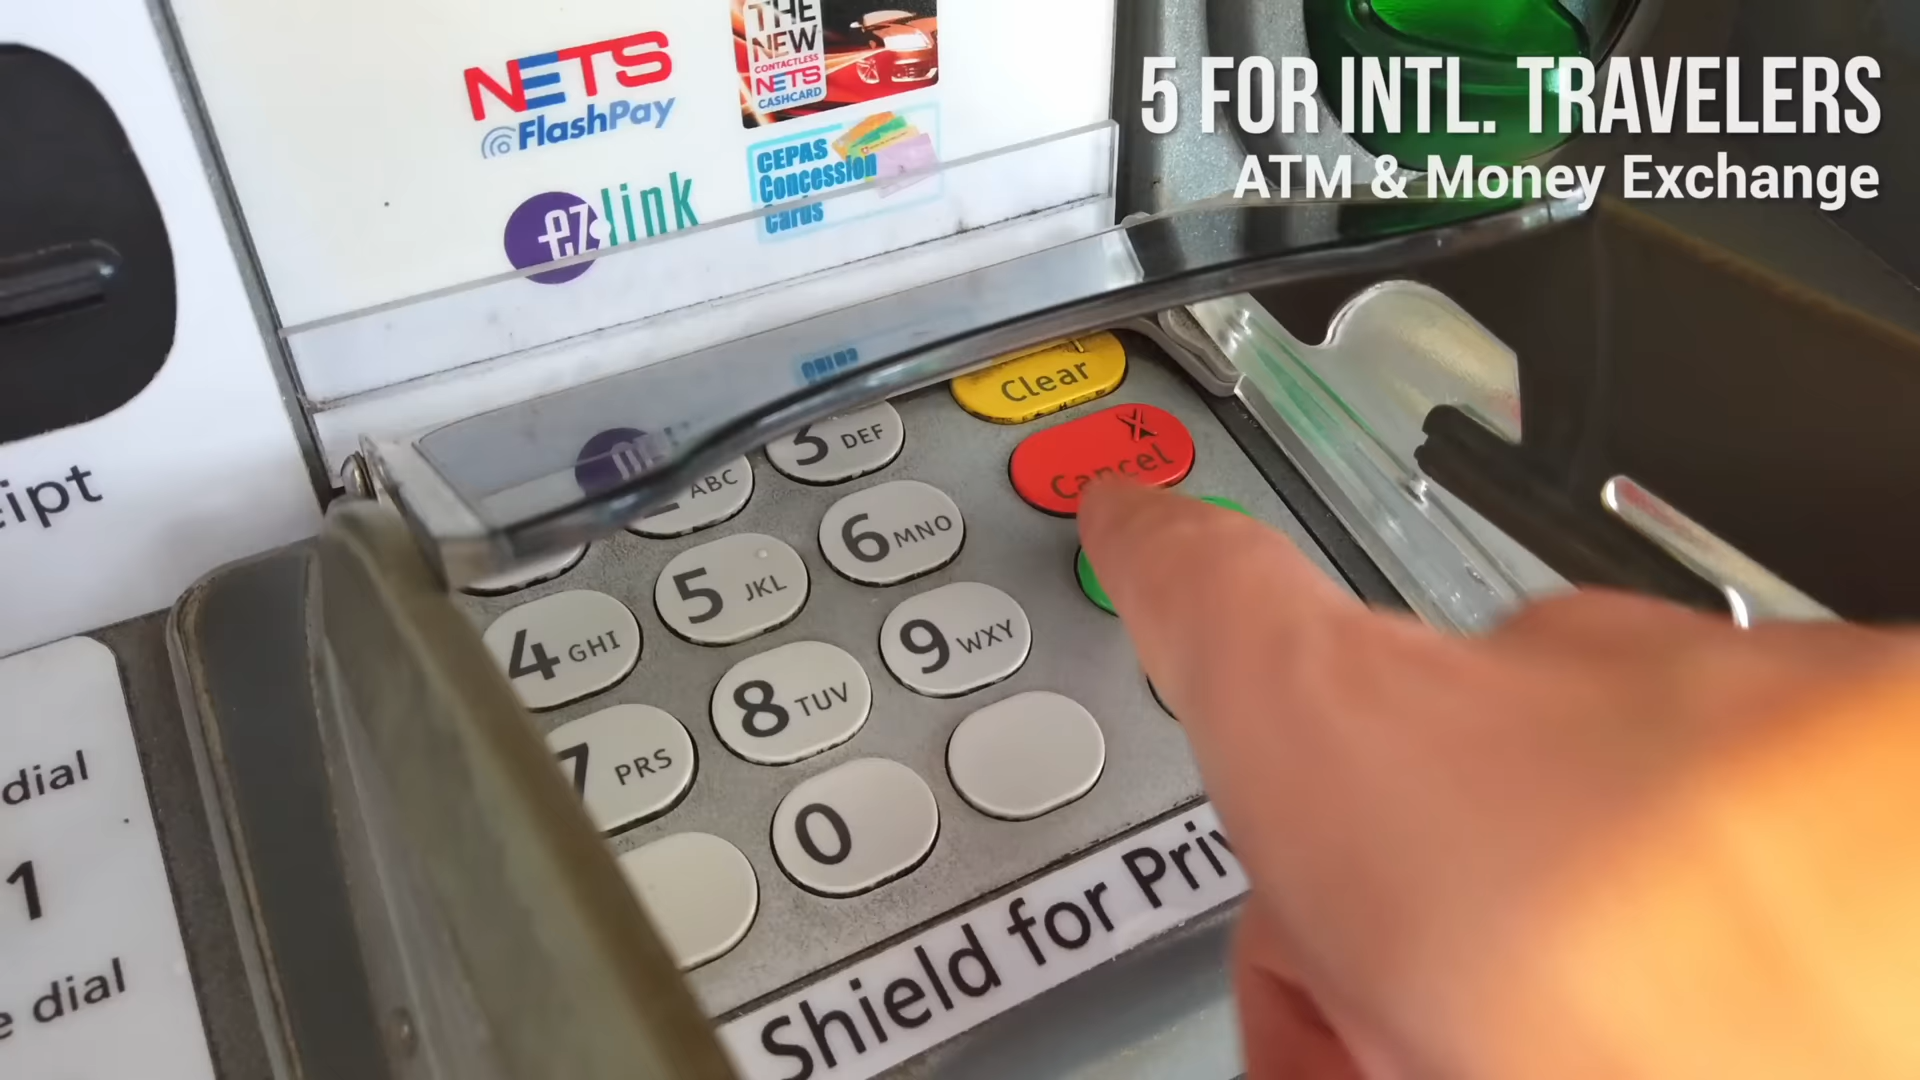 NETS
FlashPay
THE
NEW
CONTACTLESS
NETS
CASHCARD
CEPAS
Concession
Cards
ez link
5 FOR INTL. TRAVELERS
ATM & Money Exchange
Clear
Cancel
ABC
3 DEF
4 GHI
5 JKL
6 MNO
7 PRS
8 TUV
9 WXY
0
Shield for
eipt
dial
1
dial